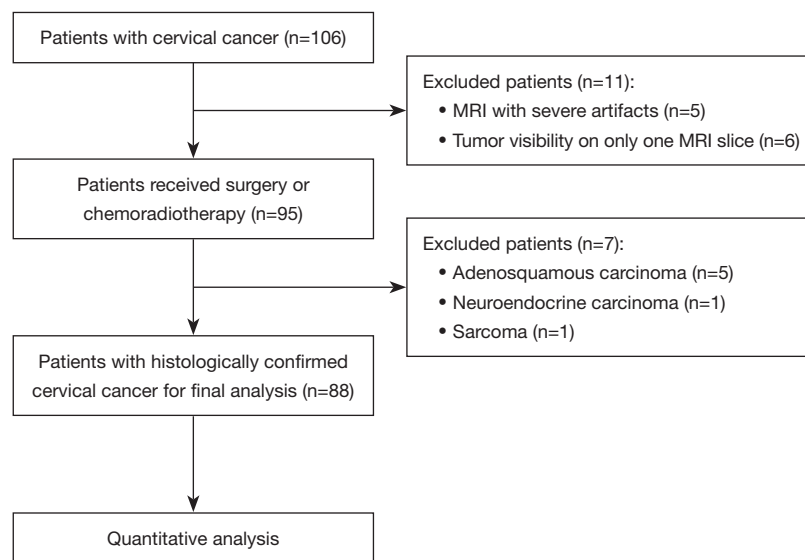 Patients with cervical cancer (n=106)
Excluded patients (n=11):
• MRI with severe artifacts (n=5)
• Tumor visibility on only one MRI slice (n=6)
Patients received surgery or
chemoradiotherapy (n=95)
Excluded patients (n=7):
• Adenosquamous carcinoma (n=5)
• Neuroendocrine carcinoma (n=1)
• Sarcoma (n=1)
Patients with histologically confirmed
cervical cancer for final analysis (n=88)
Quantitative analysis